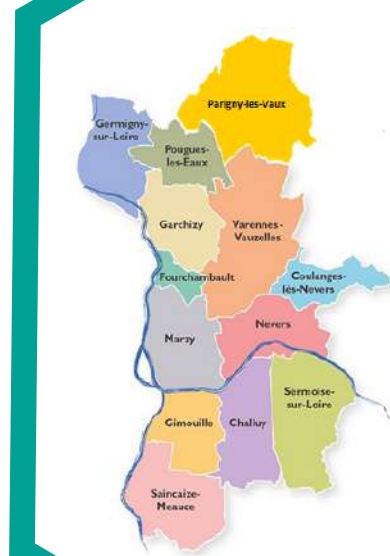 Parigny-les-Vaux
Germigny-
sur-Loire
Pougues-
les-Eaux
Garchizy
Varennes-
Vauzelles
Fourchambault
Coulanges-
lès-Nevers
Marzy
Nevers
Sermoise-
sur-Loire
Gimouille
Challuy
Saincaize-
Meauce